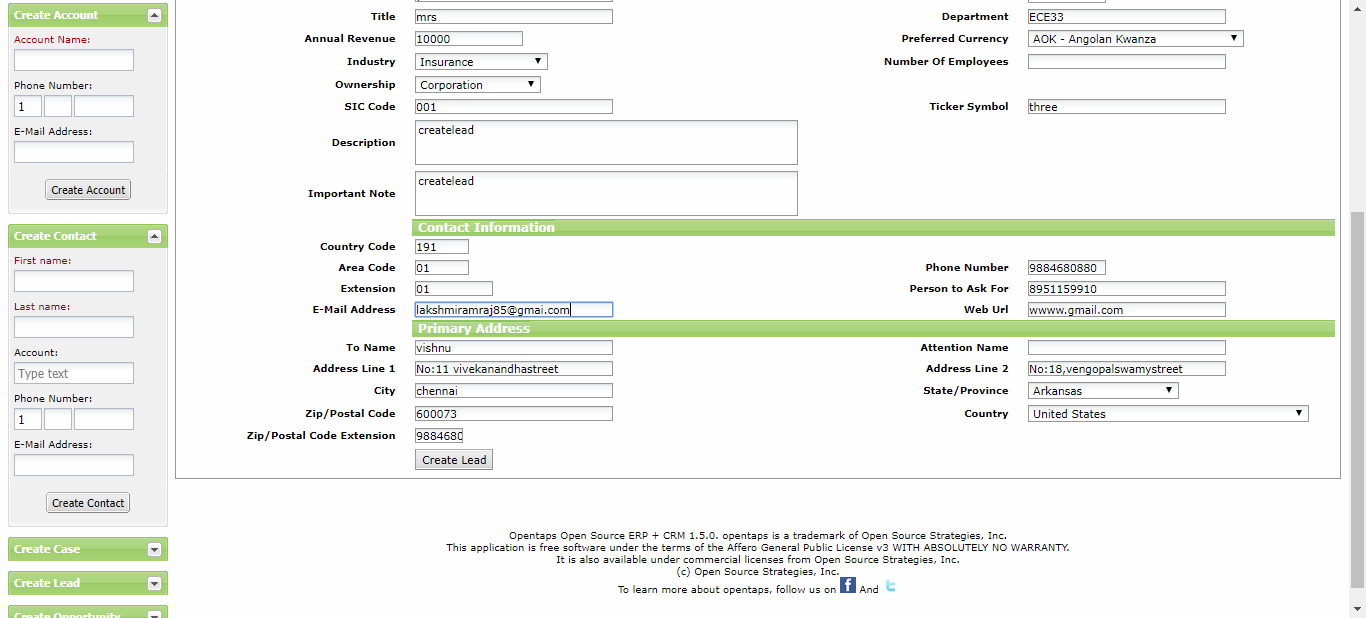 Create Account
Account Name:
Phone Number:
1
E-Mail Address:
Create Account
Create Contact
First name:
Last name:
Account:
Type text
Phone Number:
1
E-Mail Address:
Create Contact
Create Case
Create Lead
Create Opportunity
Title mrs Department ECE33
Annual Revenue 10000 Preferred Currency AOK - Angolan Kwanza
Industry Insurance Number Of Employees
Ownership Corporation
SIC Code 001 Ticker Symbol three
Description createlead
Important Note createlead
Contact Information
Country Code 191
Area Code 01 Phone Number 9884680880
Extension 01 Person to Ask For 8951159910
E-Mail Address lakshmiramraj85@gmai.com Web Url wwww.gmail.com
Primary Address
To Name vishnu Attention Name
Address Line 1 No:11 vivekanandhastreet Address Line 2 No:18,vengopalswamystreet
City chennai State/Province Arkansas
Zip/Postal Code 600073 Country United States
Zip/Postal Code Extension 9884680
Create Lead
Opentaps Open Source ERP + CRM 1.5.0. opentaps is a trademark of Open Source Strategies, Inc.
This application is free software under the terms of the Affero General Public License v3 WITH ABSOLUTELY NO WARRANTY.
It is also available under commercial licenses from Open Source Strategies, Inc.
(c) Open Source Strategies, Inc.
To learn more about opentaps, follow us on f And t